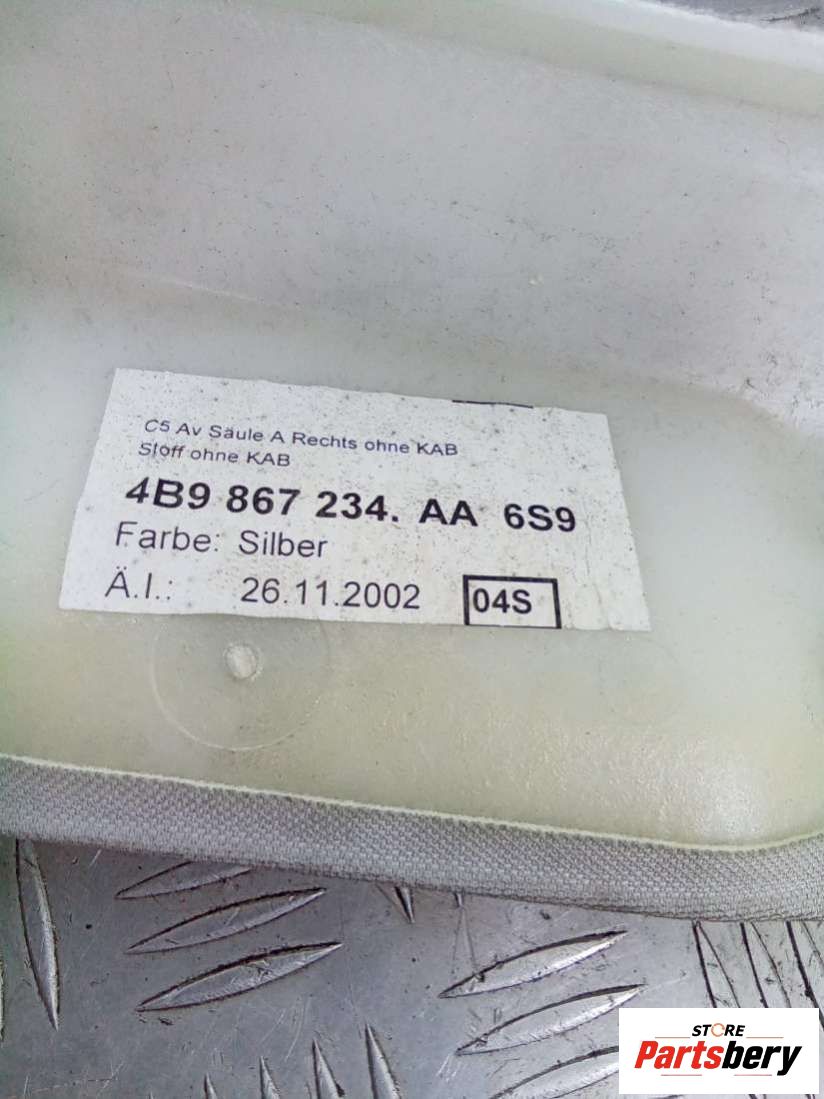 C5 Av Säule A Rechts ohne KAB
Stoff ohne KAB
4B9 867 234. AA 6S9
Farbe: Silber
Ä.I.: 26.11.2002 04S
STORE
Partsbery